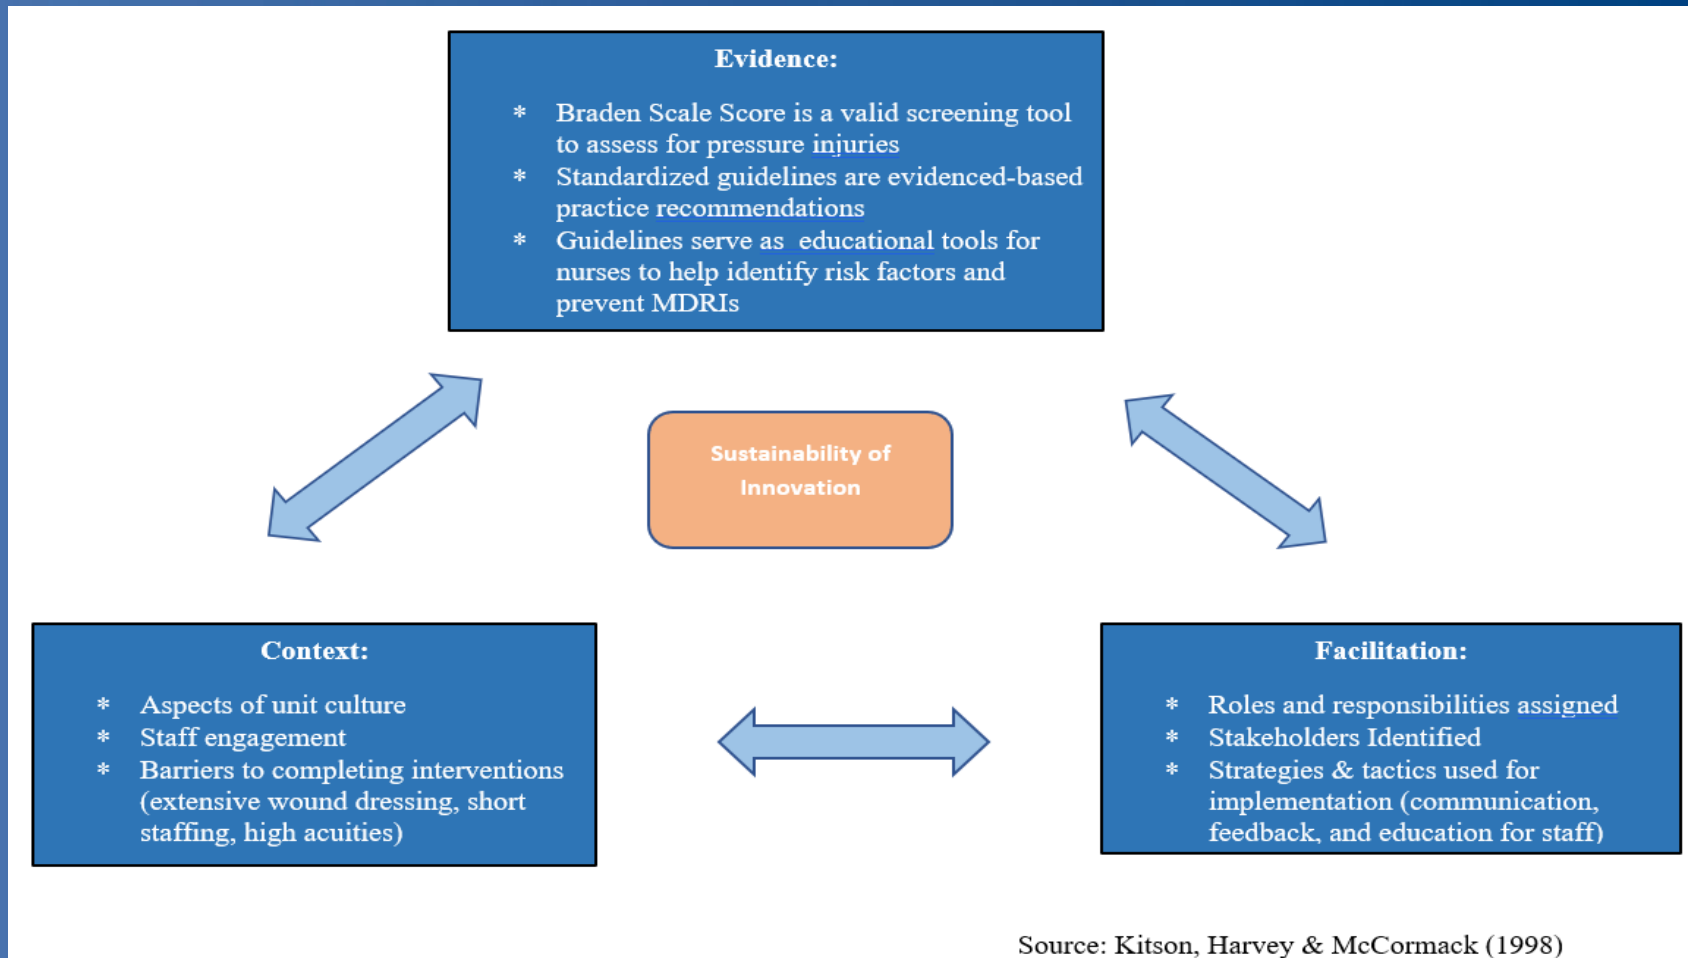 Evidence:
* Braden Scale Score is a valid screening tool
to assess for pressure injuries
* Standardized guidelines are evidenced-based
practice recommendations
* Guidelines serve as  educational tools for
nurses to help identify risk factors and
prevent MDRIs
Sustainability of
Innovation
Context:
* Aspects of unit culture
* Staff engagement
* Barriers to completing interventions
(extensive wound dressing, short
staffing, high acuities)
Facilitation:
* Roles and responsibilities assigned
* Stakeholders Identified
* Strategies & tactics used for
implementation (communication,
feedback, and education for staff)
Source: Kitson, Harvey & McCormack (1998)